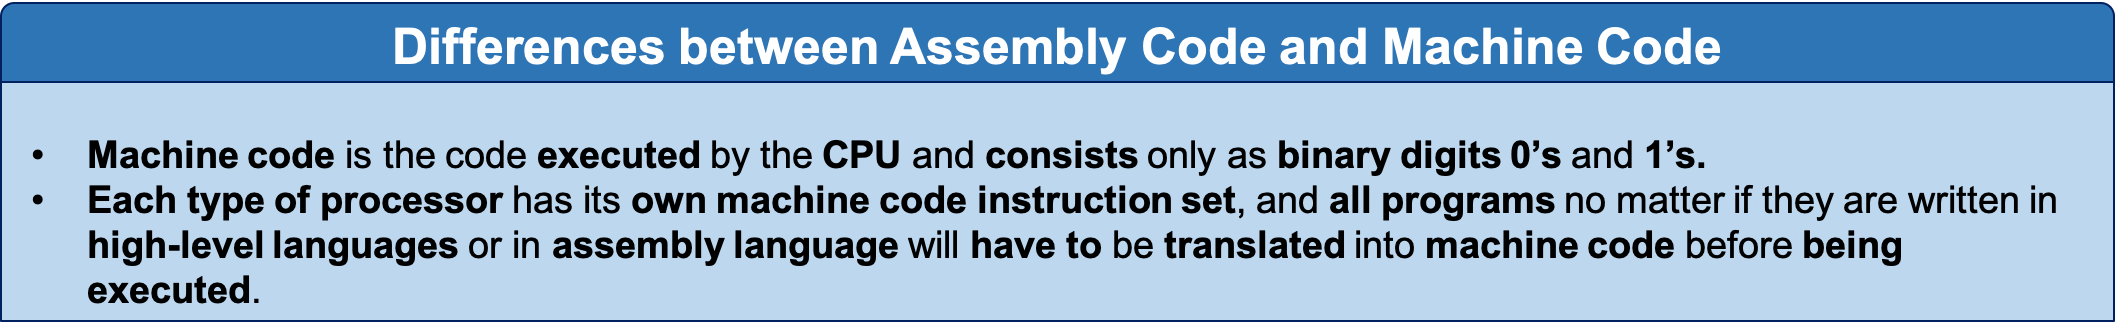 Differences between Assembly Code and Machine Code
• Machine code is the code executed by the CPU and consists only as binary digits 0’s and 1’s.
• Each type of processor has its own machine code instruction set, and all programs no matter if they are written in
high-level languages or in assembly language will have to be translated into machine code before being
executed.